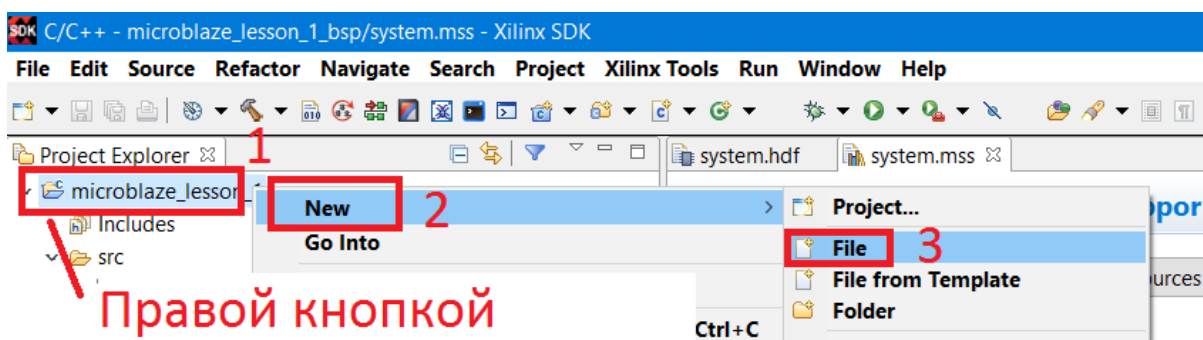 SDK C/C++ - microblaze_lesson_1_bsp/system.mss - Xilinx SDK
File Edit Source Refactor Navigate Search Project Xilinx Tools Run Window Help
1
Project Explorer system.hdf system.mss
microblaze_lesson_1
New 2 Project...
Includes
Go Into File 3
src
File from Template
Правой кнопкой
Folder
Ctrl+C